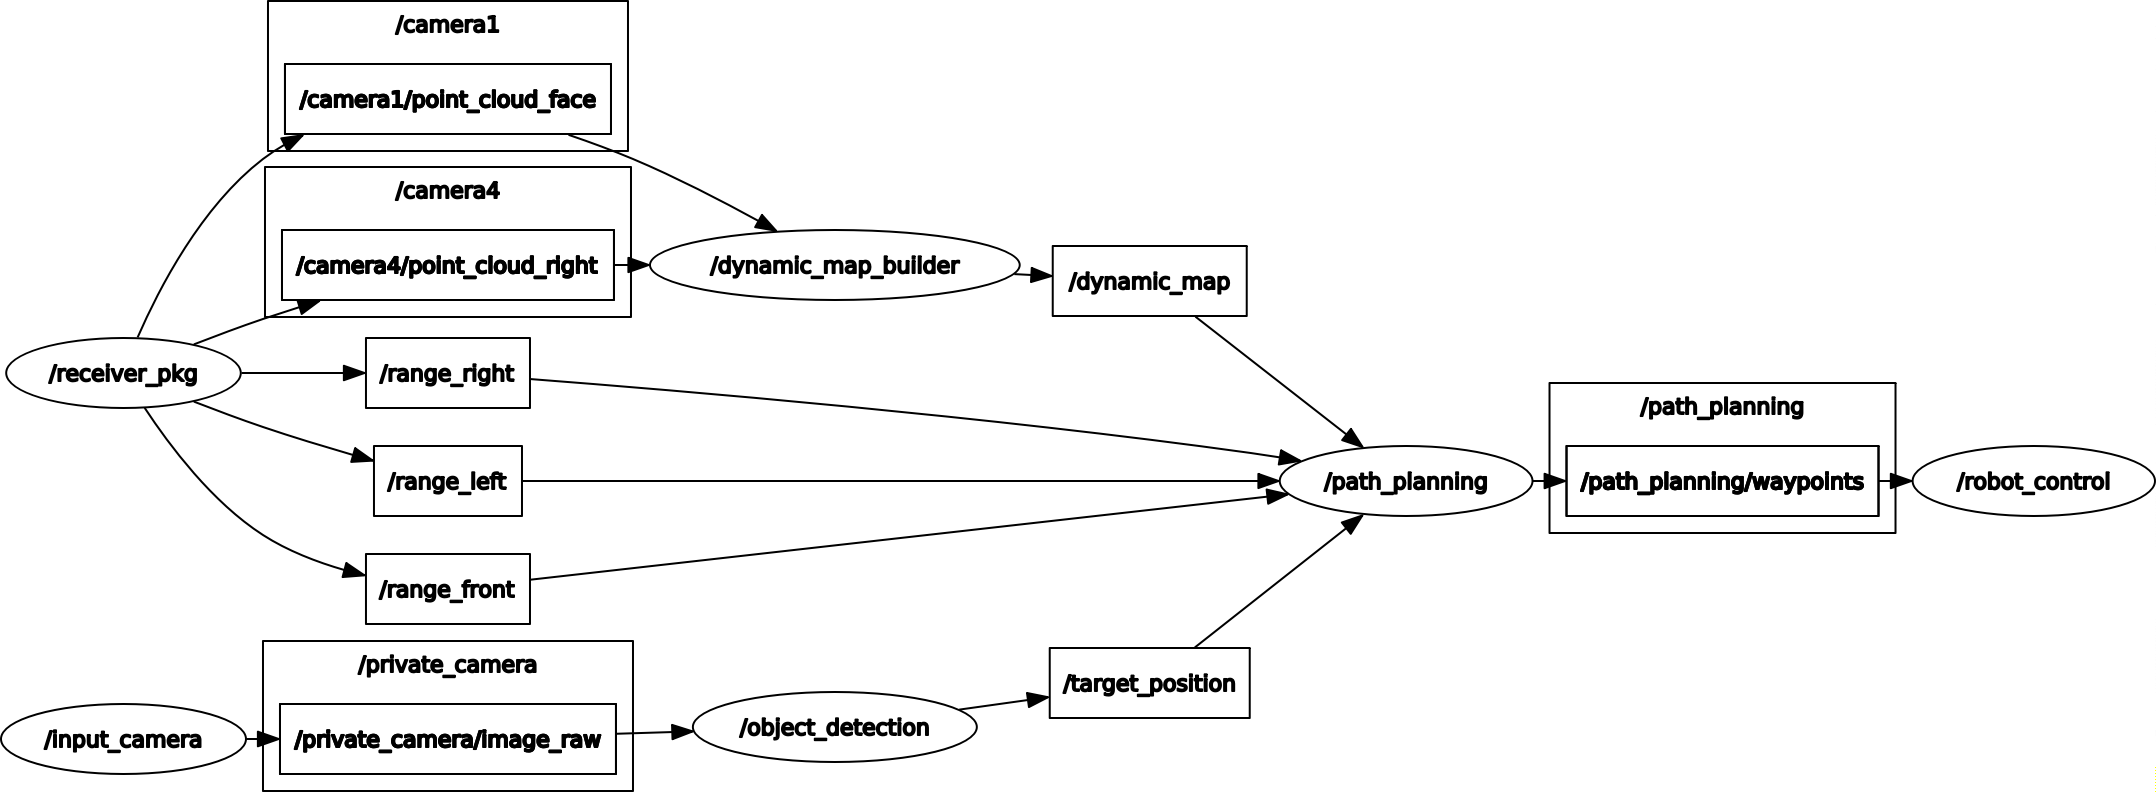 /camera1
/camera1/point_cloud_face
/camera4
/camera4/point_cloud_right
/dynamic_map_builder
/dynamic_map
/receiver_pkg
/range_right
/range_left
/range_front
/path_planning
/path_planning
/path_planning/waypoints
/robot_control
/private_camera
/input_camera
/private_camera/image_raw
/object_detection
/target_position